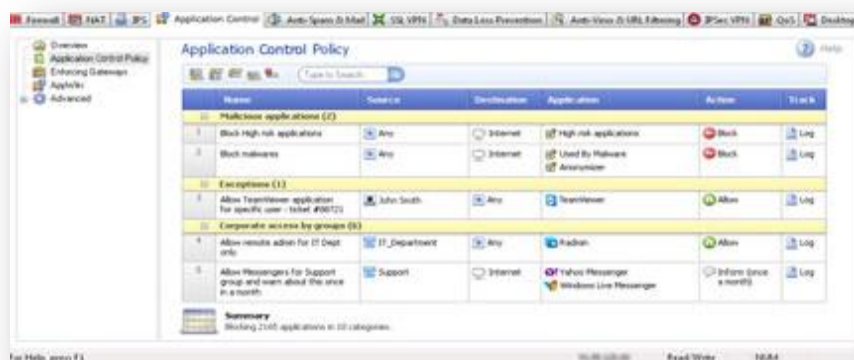 Firewall NAT IPS Application Control Anti-Spam & Mail SSL VPN Data Loss Prevention Anti-Virus & URL Filtering IPSec VPN QoS Desktop
Overview
Application Control Policy
Enforcing Gateways
AppWiki
Advanced
Application Control Policy
Help
Type to Search
Name Source Destination Application Action Track
Malicious applications (2)
1 Block High risk applications Any Internet High risk applications Block Log
2 Block malwares Any Internet Used By Malware Block Log
Anonymizer
Exceptions (1)
3 Allow TeamViewer application John Smith Any TeamViewer Allow Log
for specific user - ticket #00721
Corporate access by groups (6)
4 Allow remote admin for IT Dept IT_Department Any Radmin Allow Log
only
5 Allow Messengers for Support Support Internet Yahoo Messenger Inform (once Log
group and warn about this once Windows Live Messenger a month)
in a month
Summary
Blocking 2165 applications in 10 categories.
For Help, press F1
Read/Write NUM